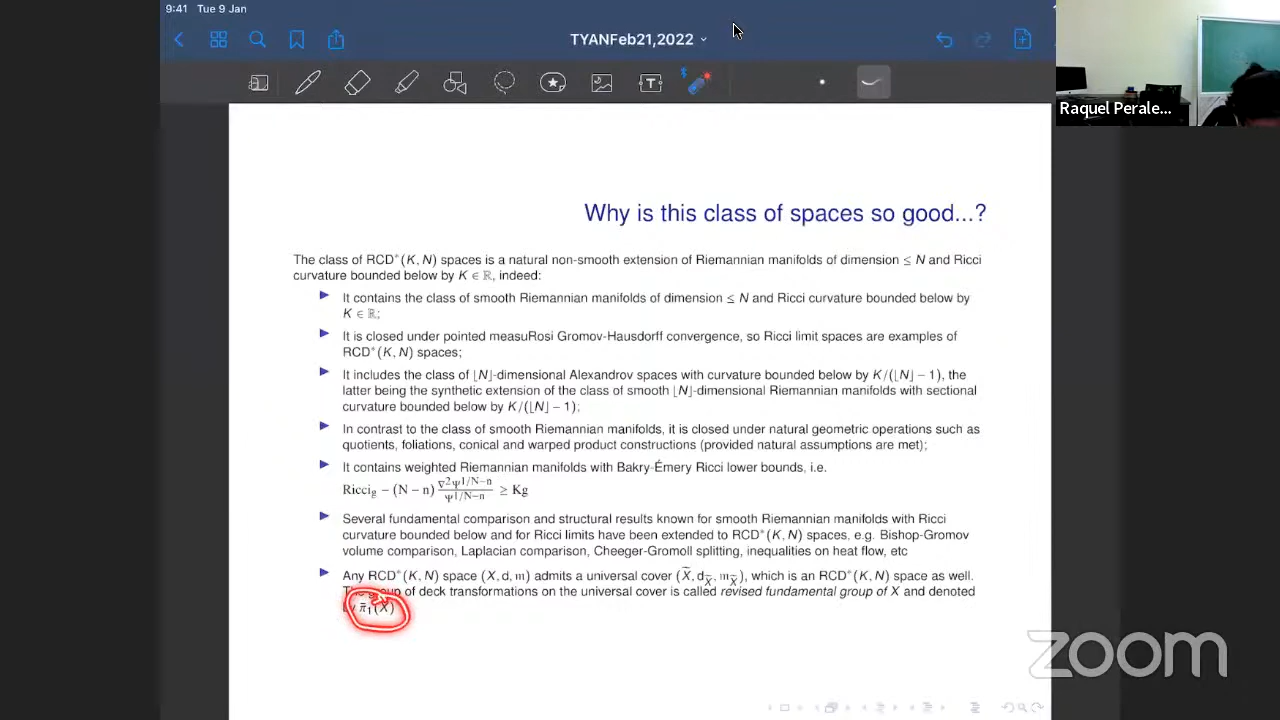 9:41 Tue 9 Jan
TYANFeb21,2022
Raquel Perale...
Why is this class of spaces so good...?
The class of RCD*(K, N) spaces is a natural non-smooth extension of Riemannian manifolds of dimension ≤ N and Ricci
curvature bounded below by K ∈ ℝ, indeed:
It contains the class of smooth Riemannian manifolds of dimension ≤ N and Ricci curvature bounded below by
K ∈ ℝ;
It is closed under pointed measuRosi Gromov-Hausdorff convergence, so Ricci limit spaces are examples of
RCD*(K, N) spaces;
It includes the class of ⌊N⌋-dimensional Alexandrov spaces with curvature bounded below by K/(⌊N⌋ − 1), the
latter being the synthetic extension of the class of smooth ⌊N⌋-dimensional Riemannian manifolds with sectional
curvature bounded below by K/(⌊N⌋ − 1);
In contrast to the class of smooth Riemannian manifolds, it is closed under natural geometric operations such as
quotients, foliations, conical and warped product constructions (provided natural assumptions are met);
It contains weighted Riemannian manifolds with Bakry-Émery Ricci lower bounds, i.e.
Ricci_g − (N − n) ∇²Ψ^{1/N−n} / Ψ^{1/N−n} ≥ Kg
Several fundamental comparison and structural results known for smooth Riemannian manifolds with Ricci
curvature bounded below and for Ricci limits have been extended to RCD*(K, N) spaces, e.g. Bishop-Gromov
volume comparison, Laplacian comparison, Cheeger-Gromoll splitting, inequalities on heat flow, etc
Any RCD*(K, N) space (X, d, m) admits a universal cover (X̃, d_X̃, m_X̃), which is an RCD*(K, N) space as well.
The group of deck transformations on the universal cover is called revised fundamental group of X and denoted
by π̄₁(X)
zoom